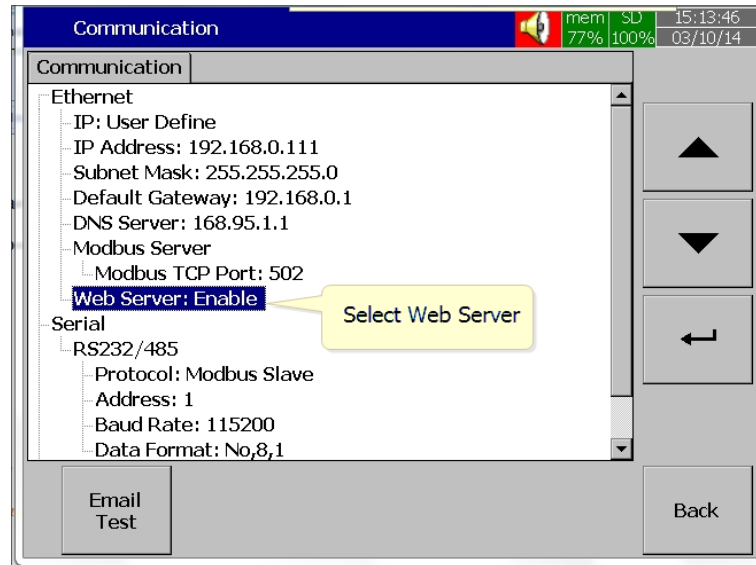 Communication
mem SD 15:13:46
77% 100% 03/10/14
Communication
Ethernet
IP: User Define
IP Address: 192.168.0.111
Subnet Mask: 255.255.255.0
Default Gateway: 192.168.0.1
DNS Server: 168.95.1.1
Modbus Server
Modbus TCP Port: 502
Web Server: Enable
Select Web Server
Serial
RS232/485
Protocol: Modbus Slave
Address: 1
Baud Rate: 115200
Data Format: No,8,1
Email
Test
Back